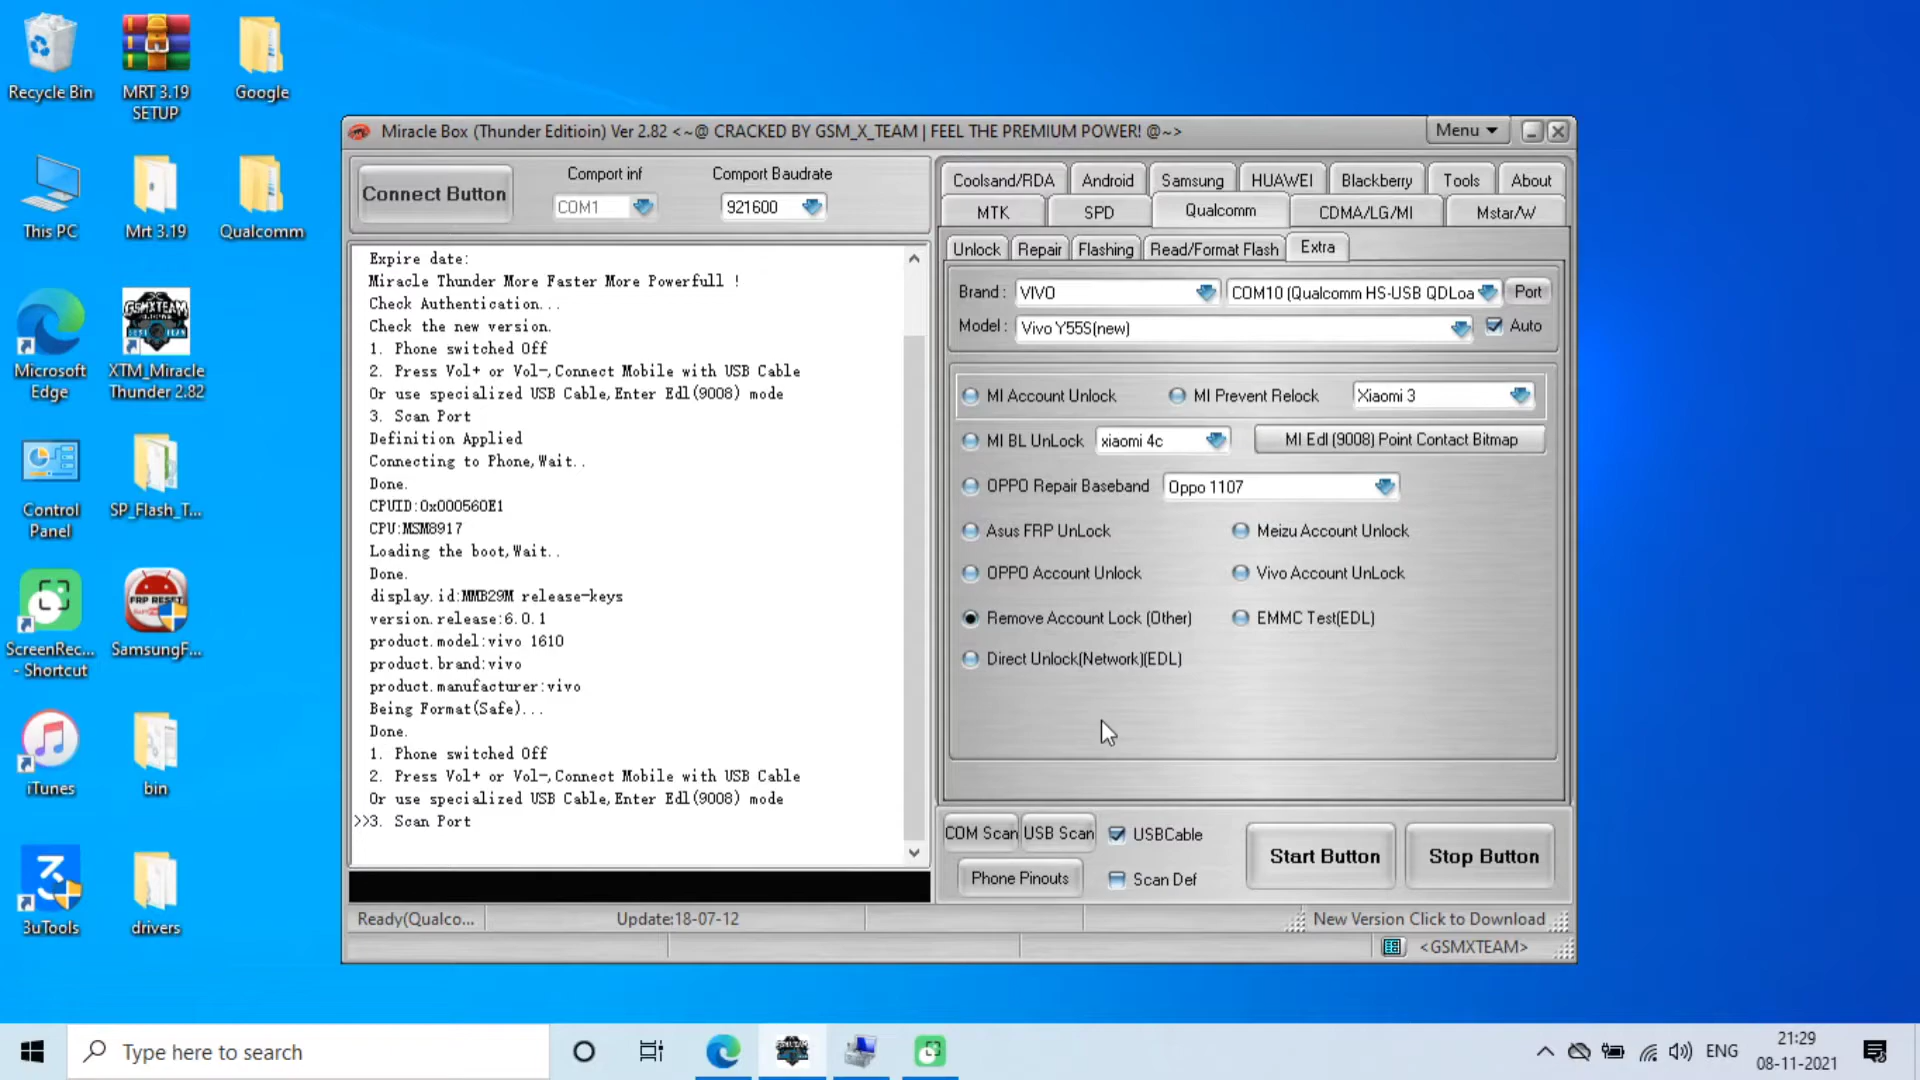 Recycle Bin
MRT 3.19
SETUP
Google
This PC
Mrt 3.19
Qualcomm
Microsoft
Edge
XTM_Miracle
Thunder 2.82
Control
Panel
SP_Flash_T...
ScreenRec...
- Shortcut
SamsungF...
FRP RESET
iTunes
bin
3uTools
drivers
Miracle Box (Thunder Editioin) Ver 2.82 <~@ CRACKED BY GSM_X_TEAM | FEEL THE PREMIUM POWER! @~>
Menu
Connect Button
Comport inf
COM1
Comport Baudrate
921600
Expire date:
Miracle Thunder More Faster More Powerfull !
Check Authentication...
Check the new version.
1. Phone switched Off
2. Press Vol+ or Vol-,Connect Mobile with USB Cable
Or use specialized USB Cable,Enter Edl(9008) mode
3. Scan Port
Definition Applied
Connecting to Phone,Wait..
Done.
CPUID:0x000560E1
CPU:MSM8917
Loading the boot,Wait..
Done.
display.id:MMB29M release-keys
version.release:6.0.1
product.model:vivo 1610
product.brand:vivo
product.manufacturer:vivo
Being Format(Safe)...
Done.
1. Phone switched Off
2. Press Vol+ or Vol-,Connect Mobile with USB Cable
Or use specialized USB Cable,Enter Edl(9008) mode
>>3. Scan Port
Coolsand/RDA
Android
Samsung
HUAWEI
Blackberry
Tools
About
MTK
SPD
Qualcomm
CDMA/LG/MI
Mstar/W
Unlock
Repair
Flashing
Read/Format Flash
Extra
Brand :
VIVO
COM10 (Qualcomm HS-USB QDLoa
Port
Model :
Vivo Y55S(new)
Auto
MI Account Unlock
MI Prevent Relock
Xiaomi 3
MI BL UnLock
xiaomi 4c
MI Edl (9008) Point Contact Bitmap
OPPO Repair Baseband
Oppo 1107
Asus FRP UnLock
Meizu Account Unlock
OPPO Account Unlock
Vivo Account UnLock
Remove Account Lock (Other)
EMMC Test(EDL)
Direct Unlock(Network)(EDL)
COM Scan
USB Scan
USBCable
Phone Pinouts
Scan Def
Start Button
Stop Button
Ready(Qualco...
Update:18-07-12
New Version Click to Download
<GSMXTEAM>
Type here to search
ENG
21:29
08-11-2021